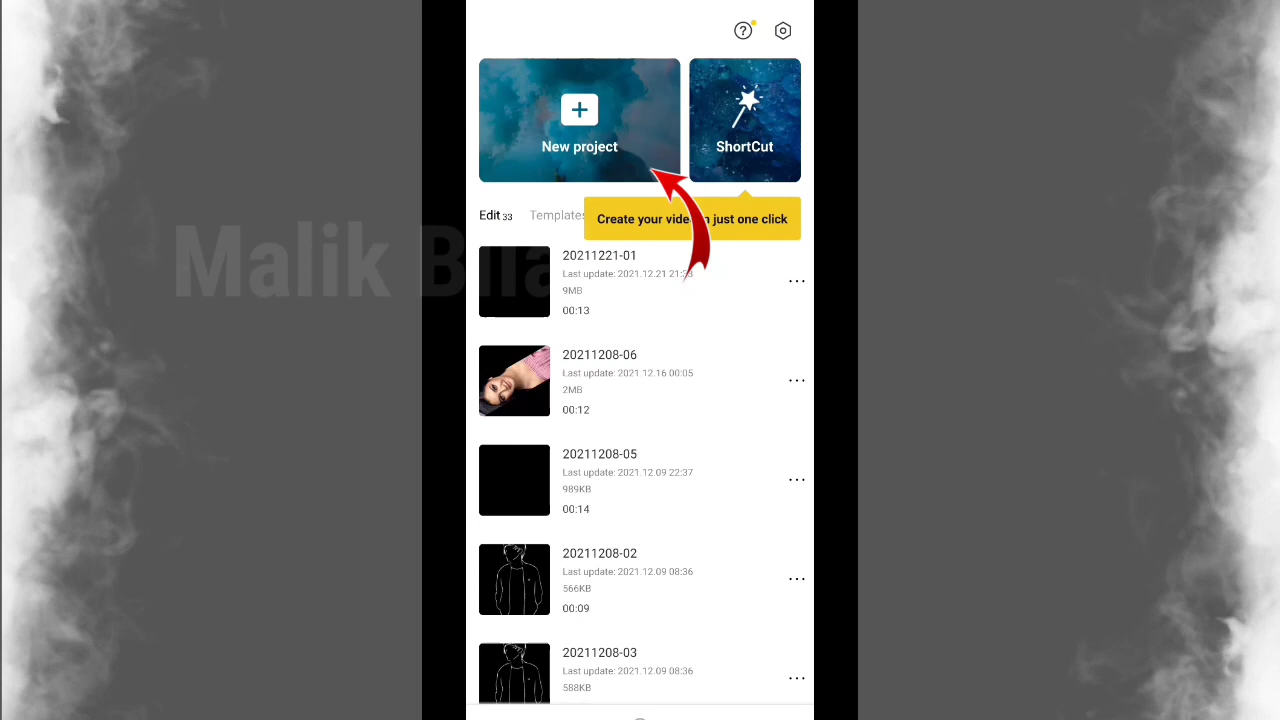 New project
ShortCut
Edit 33
Templates
Create your video in just one click
Malik Bila
20211221-01
Last update: 2021.12.21 21:53
9MB
00:13
20211208-06
Last update: 2021.12.16 00:05
2MB
00:12
20211208-05
Last update: 2021.12.09 22:37
989KB
00:14
20211208-02
Last update: 2021.12.09 08:36
566KB
00:09
20211208-03
Last update: 2021.12.09 08:36
588KB